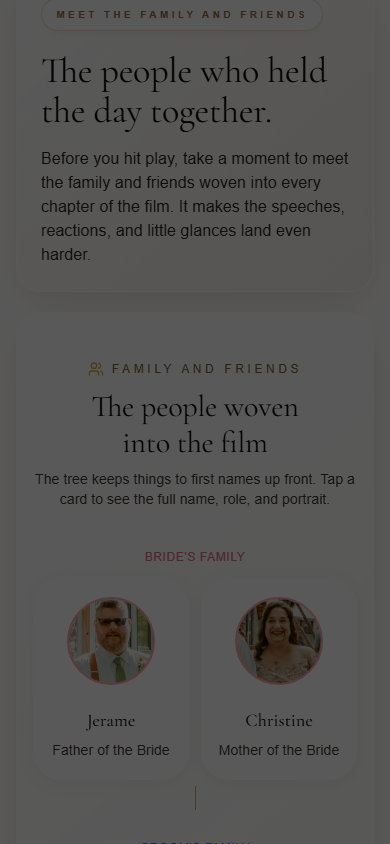 MEET THE FAMILY AND FRIENDS
The people who held
the day together.
Before you hit play, take a moment to meet
the family and friends woven into every
chapter of the film. It makes the speeches,
reactions, and little glances land even
harder.
FAMILY AND FRIENDS
The people woven
into the film
The tree keeps things to first names up front. Tap a
card to see the full name, role, and portrait.
BRIDE'S FAMILY
Jerame
Christine
Father of the Bride
Mother of the Bride